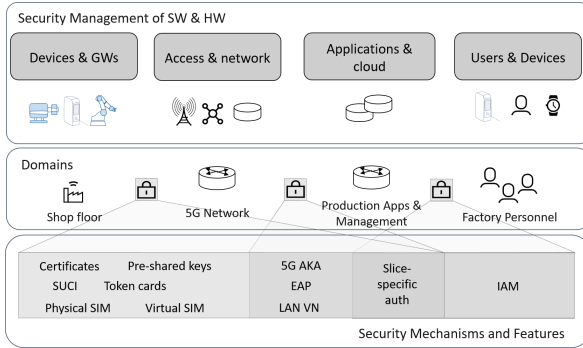 Security Management of SW & HW
Devices & GWs
Access & network
Applications &
cloud
Users & Devices
Domains
Shop floor
5G Network
Production Apps &
Management
Factory Personnel
Certificates Pre-shared keys
SUCI Token cards
Physical SIM Virtual SIM
5G AKA
EAP
LAN VN
Slice-
specific
auth
IAM
Security Mechanisms and Features